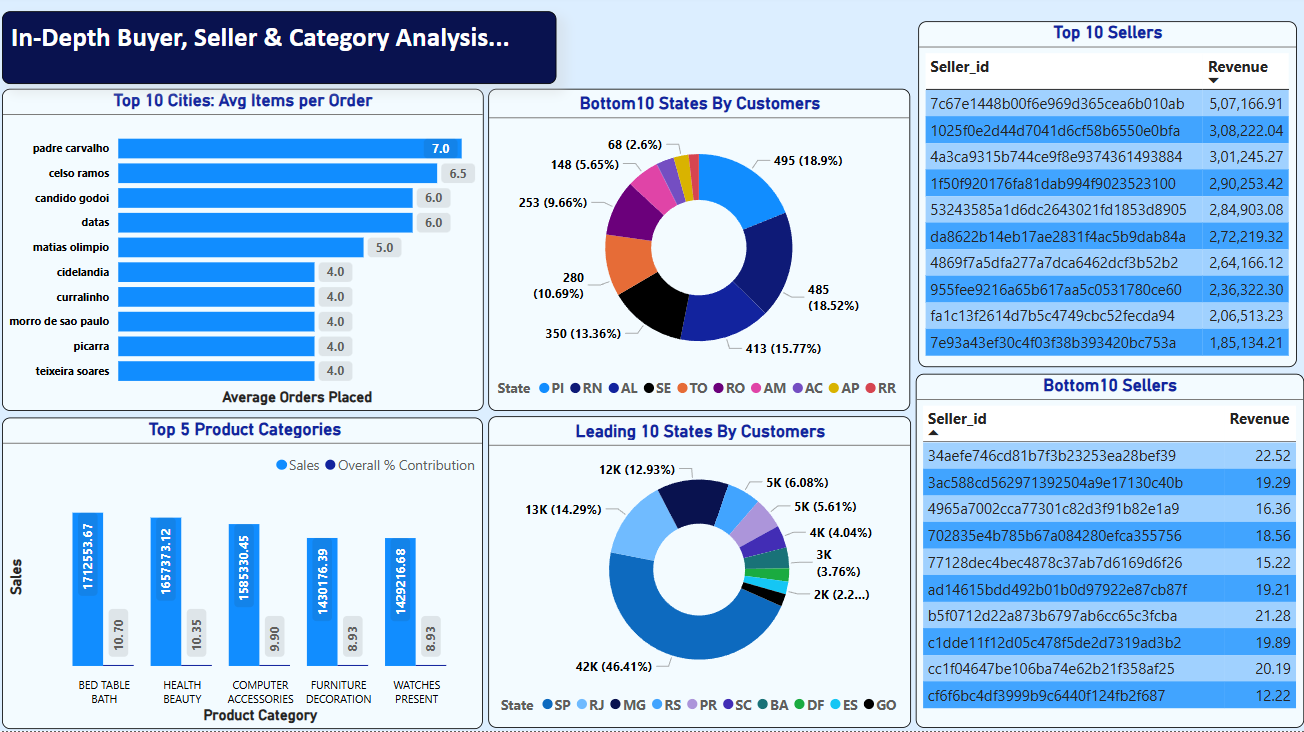 In-Depth Buyer, Seller & Category Analysis...
Top 10 Cities: Avg Items per Order
padre carvalho 7.0
celso ramos 6.5
candido godoi 6.0
datas 6.0
matias olimpio 5.0
cidelandia 4.0
curralinho 4.0
morro de sao paulo 4.0
picarra 4.0
teixeira soares 4.0
Average Orders Placed
Bottom10 States By Customers
68 (2.6%)
495 (18.9%)
148 (5.65%)
253 (9.66%)
280
(10.69%)
485
(18.52%)
350 (13.36%)
413 (15.77%)
State PI RN AL SE TO RO AM AC AP RR
Top 10 Sellers
Seller_id Revenue
7c67e1448b00f6e969d365cea6b010ab 5,07,166.91
1025f0e2d44d7041d6cf58b6550e0bfa 3,08,222.04
4a3ca9315b744ce9f8e9374361493884 3,01,245.27
1f50f920176fa81dab994f9023523100 2,90,253.42
53243585a1d6dc2643021fd1853d8905 2,84,903.08
da8622b14eb17ae2831f4ac5b9dab84a 2,72,219.32
4869f7a5dfa277a7dca6462dcf3b52b2 2,64,166.12
955fee9216a65b617aa5c0531780ce60 2,36,322.30
fa1c13f2614d7b5c4749cbc52fecda94 2,06,513.23
7e93a43ef30c4f03f38b393420bc753a 1,85,134.21
Top 5 Product Categories
Sales Overall % Contribution
Sales
1712553.67
10.70
1657373.12
10.35
1585330.45
9.90
1430176.39
8.93
1429216.68
8.93
BED TABLE
BATH
HEALTH
BEAUTY
COMPUTER
ACCESSORIES
FURNITURE
DECORATION
WATCHES
PRESENT
Product Category
Leading 10 States By Customers
12K (12.93%)
5K (6.08%)
13K (14.29%)
5K (5.61%)
4K (4.04%)
3K
(3.76%)
2K (2.2...)
42K (46.41%)
State SP RJ MG RS PR SC BA DF ES GO
Bottom10 Sellers
Seller_id Revenue
34aefe746cd81b7f3b23253ea28bef39 22.52
3ac588cd562971392504a9e17130c40b 19.29
4965a7002cca77301c82d3f91b82e1a9 16.36
702835e4b785b67a084280efca355756 18.56
77128dec4bec4878c37ab7d6169d6f26 15.22
ad14615bdd492b01b0d97922e87cb87f 19.21
b5f0712d22a873b6797ab6cc65c3fcba 21.28
c1dde11f12d05c478f5de2d7319ad3b2 19.89
cc1f04647be106ba74e62b21f358af25 20.19
cf6f6bc4df3999b9c6440f124fb2f687 12.22